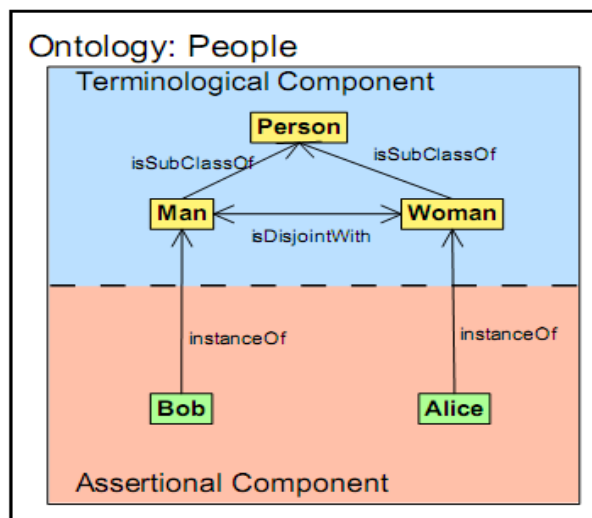 Ontology: People
Terminological Component
Person
isSubClassOf
isSubClassOf
Man
Woman
isDisjointWith
instanceOf
instanceOf
Bob
Alice
Assertional Component